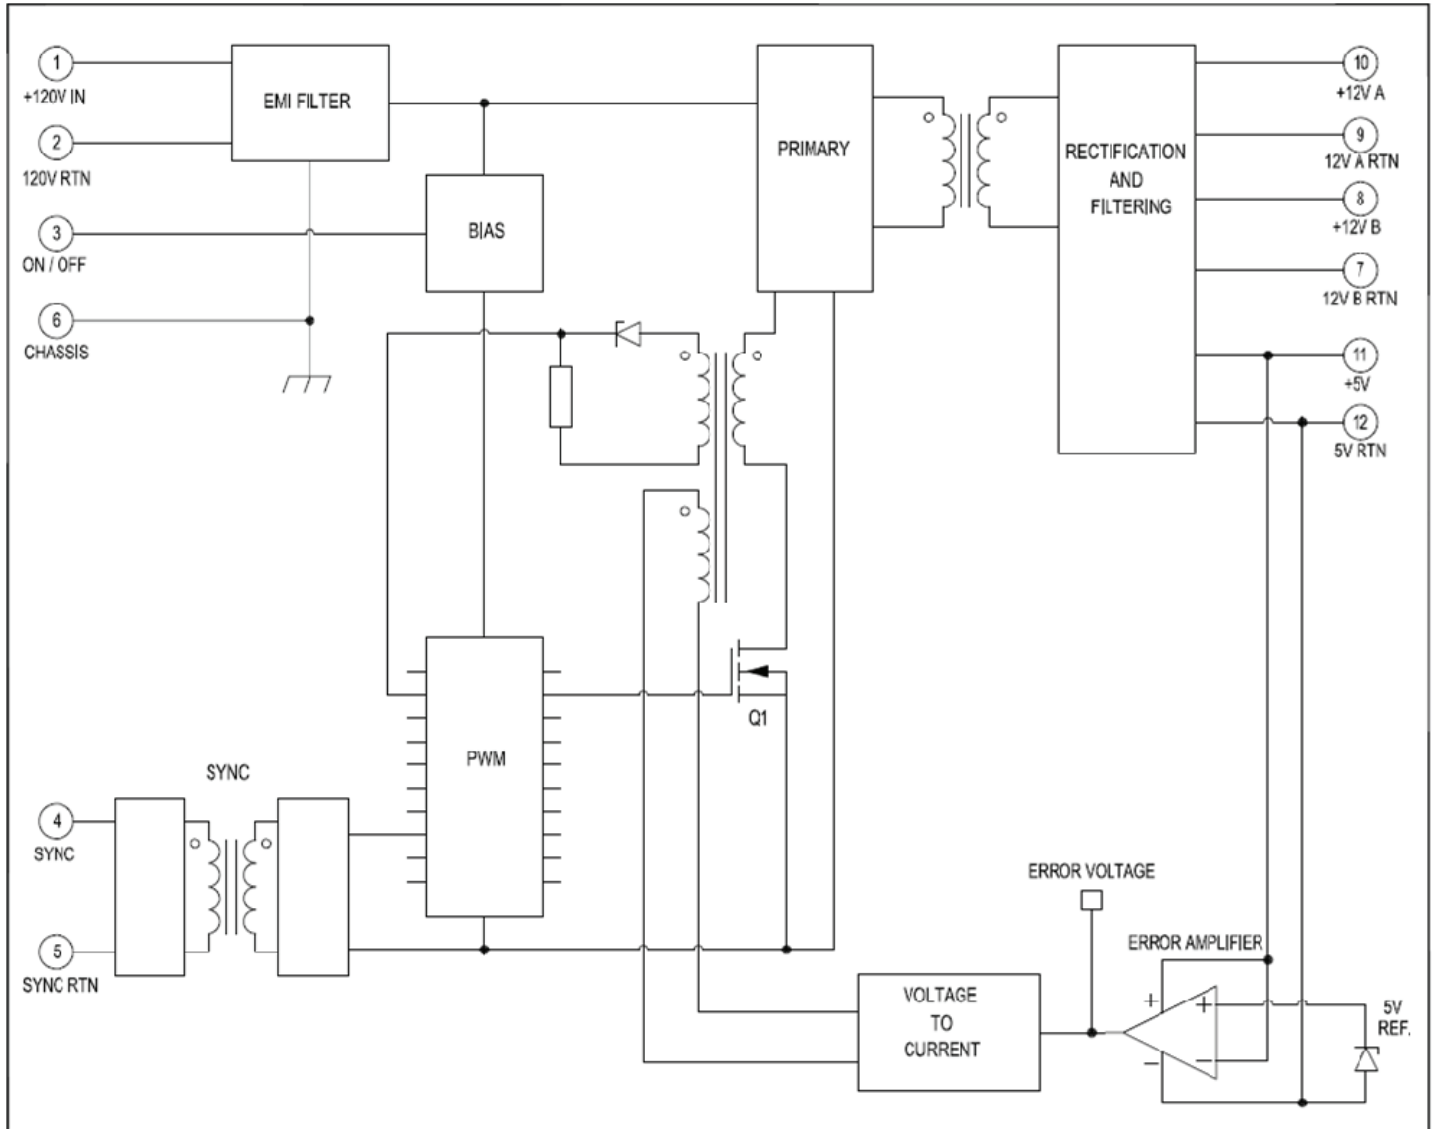 1
+120V IN
2
120V RTN
3
ON / OFF
6
CHASSIS
EMI FILTER
BIAS
PRIMARY
RECTIFICATION
AND
FILTERING
10
+12V A
9
12V A RTN
8
+12V B
7
12V B RTN
11
+5V
12
5V RTN
Q1
PWM
SYNC
4
SYNC
5
SYNC RTN
ERROR VOLTAGE
ERROR AMPLIFIER
VOLTAGE
TO
CURRENT
+
+
−
−
5V
REF.